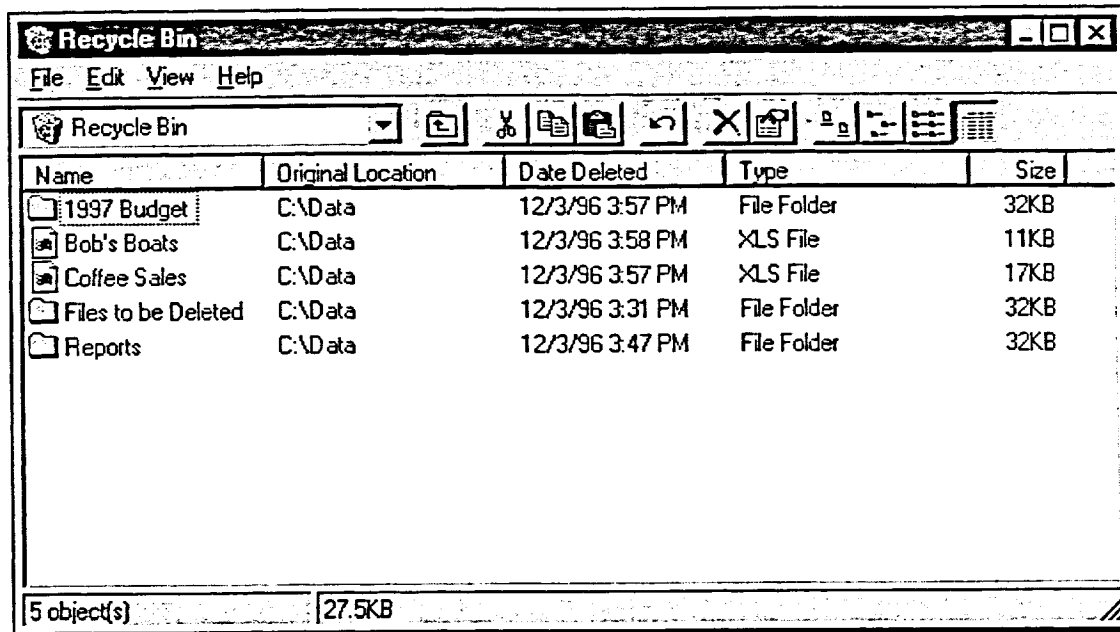 Recycle Bin
File Edit View Help
Recycle Bin
Name Original Location Date Deleted Type Size
1997 Budget C:\Data 12/3/96 3:57 PM File Folder 32KB
Bob's Boats C:\Data 12/3/96 3:58 PM XLS File 11KB
Coffee Sales C:\Data 12/3/96 3:57 PM XLS File 17KB
Files to be Deleted C:\Data 12/3/96 3:31 PM File Folder 32KB
Reports C:\Data 12/3/96 3:47 PM File Folder 32KB
5 object(s) 27.5KB